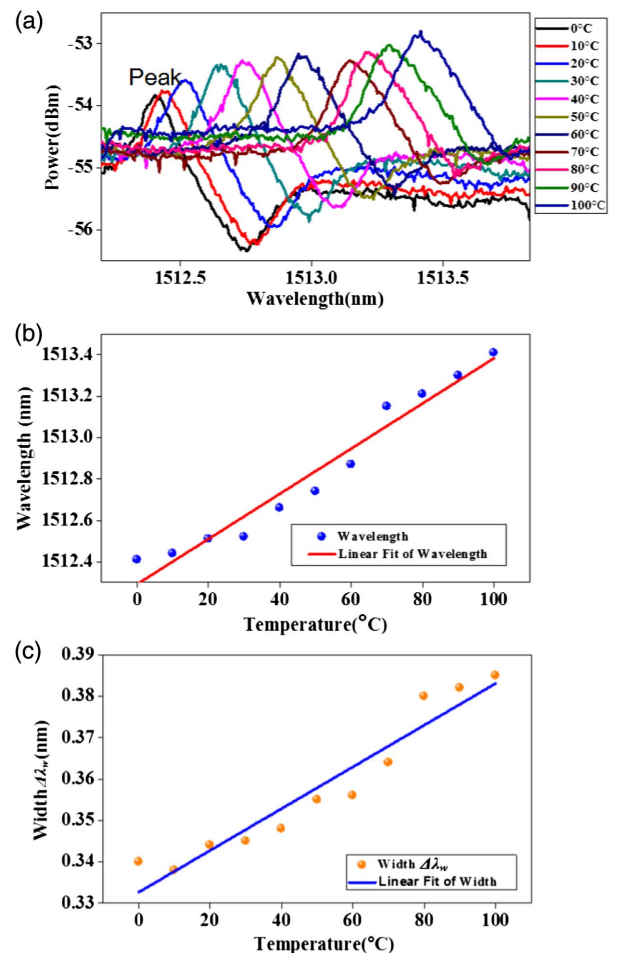 (a)
-53
-54
-55
-56
Power(dBm)
Peak
1512.5
1513.0
1513.5
Wavelength(nm)
0°C
10°C
20°C
30°C
40°C
50°C
60°C
70°C
80°C
90°C
100°C
(b)
1513.4
1513.2
1513.0
1512.8
1512.6
1512.4
Wavelength (nm)
Wavelength
Linear Fit of Wavelength
0
20
40
60
80
100
Temperature(°C)
(c)
0.39
0.38
0.37
0.36
0.35
0.34
0.33
Width Δλw(nm)
Width Δλw
Linear Fit of Width
0
20
40
60
80
100
Temperature(°C)